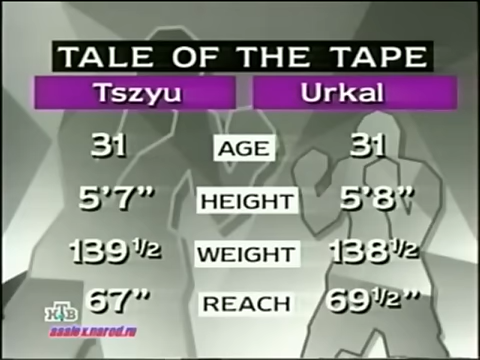 TALE OF THE TAPE
Tszyu Urkal
31 AGE 31
5'7" HEIGHT 5'8"
139 1/2 WEIGHT 138 1/2
67" REACH 69 1/2"
НТВ
asslex.narod.ru